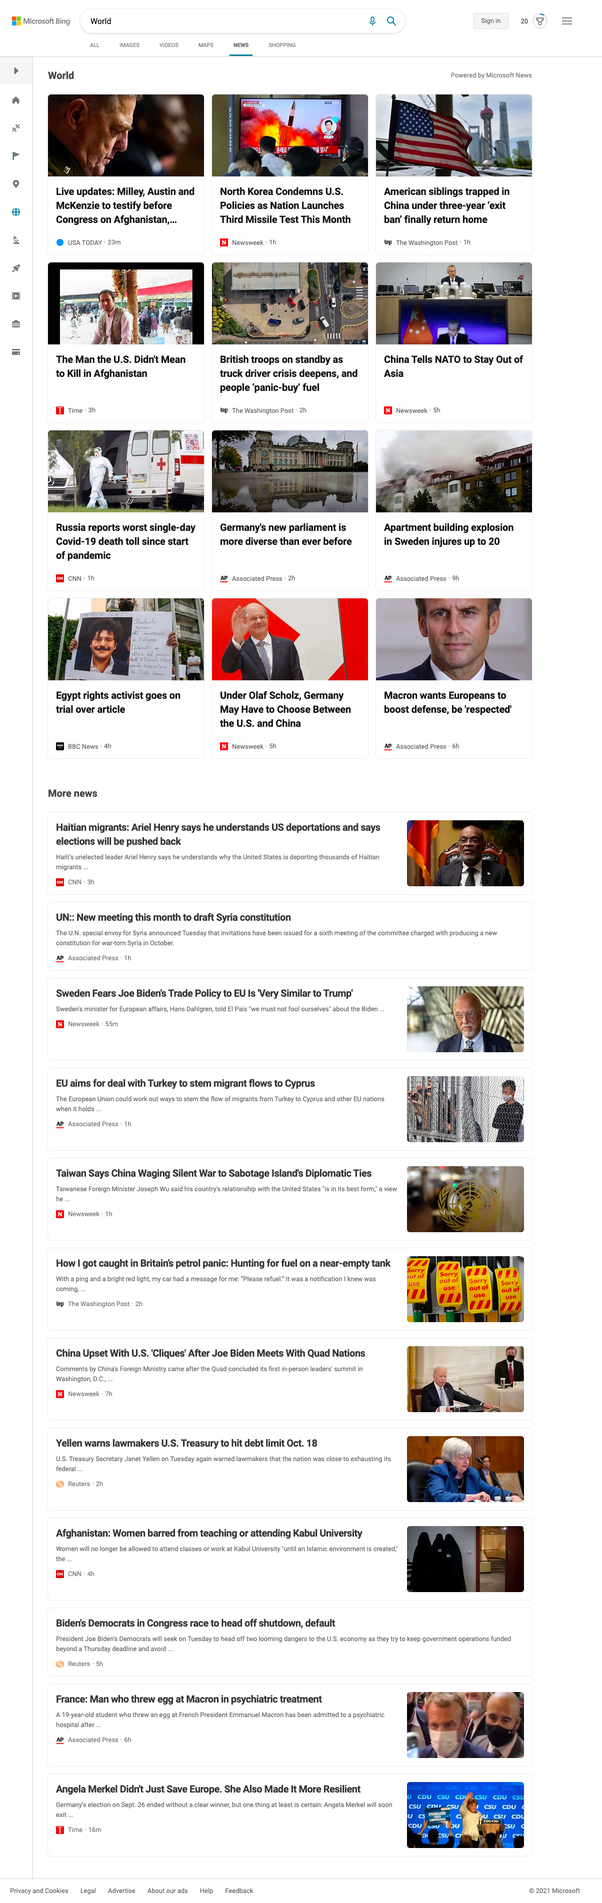 Microsoft Bing
World
Sign in
20
ALL
IMAGES
VIDEOS
MAPS
NEWS
SHOPPING
World
Powered by Microsoft News
Live updates: Milley, Austin and
McKenzie to testify before
Congress on Afghanistan,...
USA TODAY · 23m
North Korea Condemns U.S.
Policies as Nation Launches
Third Missile Test This Month
N Newsweek · 1h
American siblings trapped in
China under three-year 'exit
ban' finally return home
wp The Washington Post · 1h
The Man the U.S. Didn't Mean
to Kill in Afghanistan
T Time · 3h
British troops on standby as
truck driver crisis deepens, and
people 'panic-buy' fuel
wp The Washington Post · 2h
China Tells NATO to Stay Out of
Asia
N Newsweek · 5h
Russia reports worst single-day
Covid-19 death toll since start
of pandemic
CNN CNN · 1h
Germany's new parliament is
more diverse than ever before
AP Associated Press · 2h
Apartment building explosion
in Sweden injures up to 20
AP Associated Press · 9h
Egypt rights activist goes on
trial over article
BBC News · 4h
Under Olaf Scholz, Germany
May Have to Choose Between
the U.S. and China
N Newsweek · 5h
Macron wants Europeans to
boost defense, be 'respected'
AP Associated Press · 6h
More news
Haitian migrants: Ariel Henry says he understands US deportations and says
elections will be pushed back
Haiti's unelected leader Ariel Henry says he understands why the United States is deporting thousands of Haitian
migrants ...
CNN CNN · 3h
UN:: New meeting this month to draft Syria constitution
The U.N. special envoy for Syria announced Tuesday that invitations have been issued for a sixth meeting of the committee charged with producing a new
constitution for war-torn Syria in October.
AP Associated Press · 1h
Sweden Fears Joe Biden's Trade Policy to EU Is 'Very Similar to Trump'
Sweden's minister for European affairs, Hans Dahlgren, told El Pais "we must not fool ourselves" about the Biden ...
N Newsweek · 55m
EU aims for deal with Turkey to stem migrant flows to Cyprus
The European Union could work out ways to stem the flow of migrants from Turkey to Cyprus and other EU nations
when it holds ...
AP Associated Press · 1h
Taiwan Says China Waging Silent War to Sabotage Island's Diplomatic Ties
Taiwanese Foreign Minister Joseph Wu said his country's relationship with the United States "is in its best form," a view
he ...
N Newsweek · 1h
How I got caught in Britain's petrol panic: Hunting for fuel on a near-empty tank
With a ping and a bright red light, my car had a message for me: "Please refuel." It was a notification I knew was
coming, ...
wp The Washington Post · 2h
Sorry
out of
use
Sorry
out of
use
Sorry
out of
use
China Upset With U.S. 'Cliques' After Joe Biden Meets With Quad Nations
Comments by China's Foreign Ministry came after the Quad concluded its first in-person leaders' summit in
Washington, D.C., ...
N Newsweek · 7h
Yellen warns lawmakers U.S. Treasury to hit debt limit Oct. 18
U.S. Treasury Secretary Janet Yellen on Tuesday again warned lawmakers that the nation was close to exhausting its
federal ...
Reuters · 2h
Afghanistan: Women barred from teaching or attending Kabul University
Women will no longer be allowed to attend classes or work at Kabul University "until an Islamic environment is created,"
the ...
CNN CNN · 4h
Biden's Democrats in Congress race to head off shutdown, default
President Joe Biden's Democrats will seek on Tuesday to head off two looming dangers to the U.S. economy as they try to keep government operations funded
beyond a Thursday deadline and avoid ...
Reuters · 5h
France: Man who threw egg at Macron in psychiatric treatment
A 19-year-old student who threw an egg at French President Emmanuel Macron has been admitted to a psychiatric
hospital after ...
AP Associated Press · 6h
Angela Merkel Didn't Just Save Europe. She Also Made It More Resilient
Germany's election on Sept. 26 ended without a clear winner, but one thing at least is certain: Angela Merkel will soon
exit ...
T Time · 16m
CDU CSU
Privacy and Cookies
Legal
Advertise
About our ads
Help
Feedback
© 2021 Microsoft